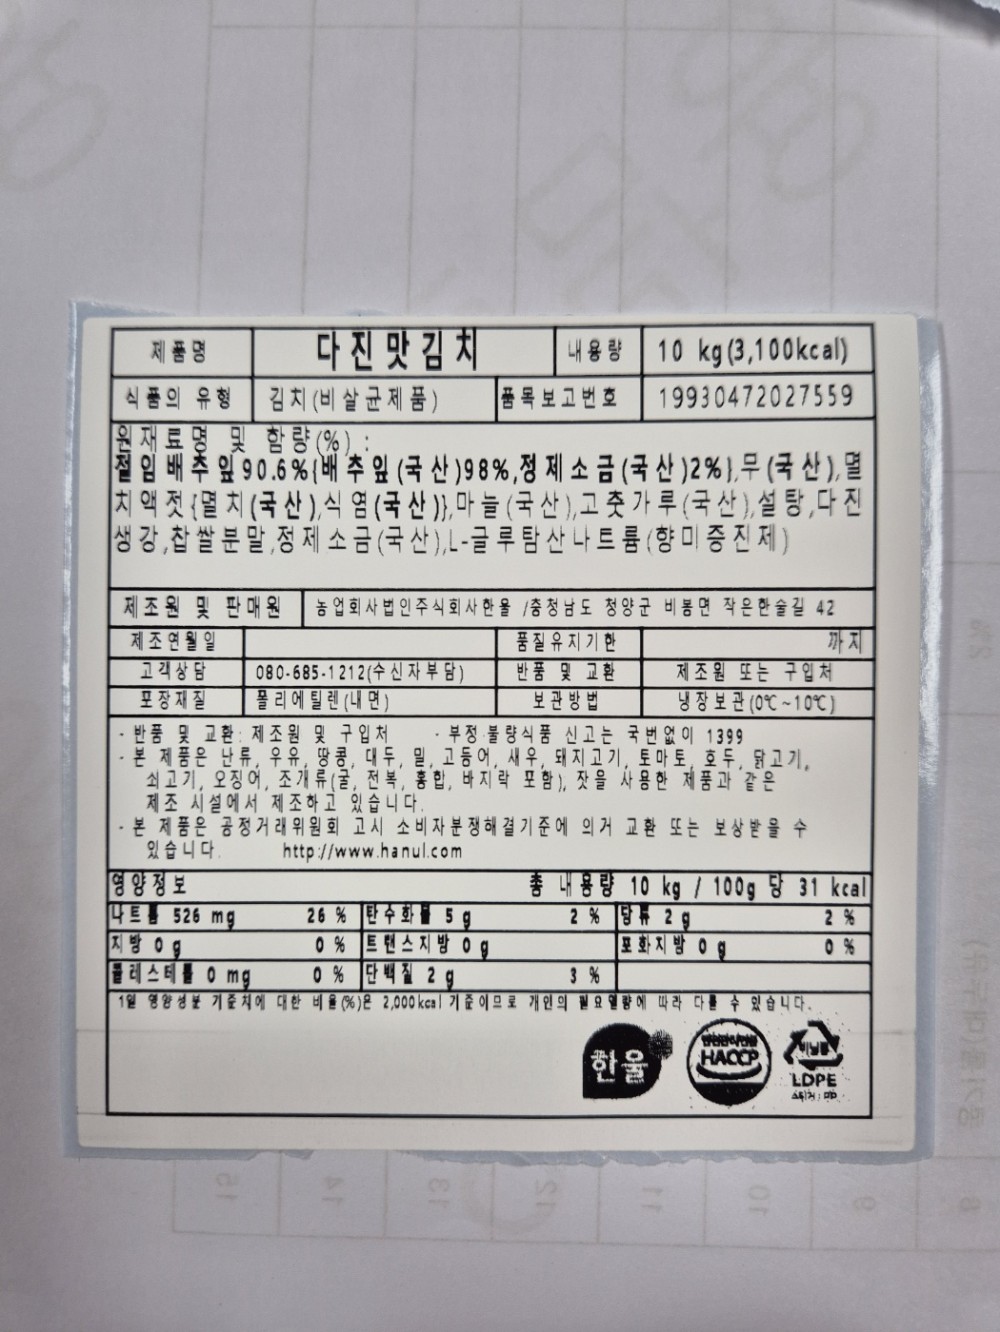 제품명 다진맛김치 내용량 10 kg(3,100kcal)
식품의 유형 김치(비살균제품) 품목보고번호 19930472027559
원재료명 및 함량(%) :
절임배추잎90.6%{배추잎(국산)98%,정제소금(국산)2%},무(국산),멸
치액젓{멸치(국산),식염(국산)},마늘(국산),고춧가루(국산),설탕,다진
생강,찹쌀분말,정제소금(국산),L-글루탐산나트륨(향미증진제)
제조원 및 판매원 농업회사법인주식회사한울 /충청남도 청양군 비봉면 작은한술길 42
제조연월일 품질유지기한 까지
고객상담 080-685-1212(수신자부담) 반품 및 교환 제조원 또는 구입처
포장재질 폴리에틸렌(내면) 보관방법 냉장보관(0℃~10℃)
· 반품 및 교환: 제조원 및 구입처 · 부정·불량식품 신고는 국번없이 1399
· 본 제품은 난류, 우유, 땅콩, 대두, 밀, 고등어, 새우, 돼지고기, 토마토, 호두, 닭고기,
쇠고기, 오징어, 조개류(굴, 전복, 홍합, 바지락 포함), 잣을 사용한 제품과 같은
제조 시설에서 제조하고 있습니다.
· 본 제품은 공정거래위원회 고시 소비자분쟁해결기준에 의거 교환 또는 보상받을 수
있습니다. http://www.hanul.com
영양정보 총 내용량 10 kg / 100g 당 31 kcal
나트륨 526 mg 26 % 탄수화물 5 g 2 % 당류 2 g 2 %
지방 0 g 0 % 트랜스지방 0 g 포화지방 0 g 0 %
콜레스테롤 0 mg 0 % 단백질 2 g 3 %
1일 영양성분 기준치에 대한 비율(%)은 2,000kcal 기준이므로 개인의 필요열량에 따라 다를 수 있습니다.
한울 HACCP 비닐류
LDPE
15 14 13 12 11 10 9 8